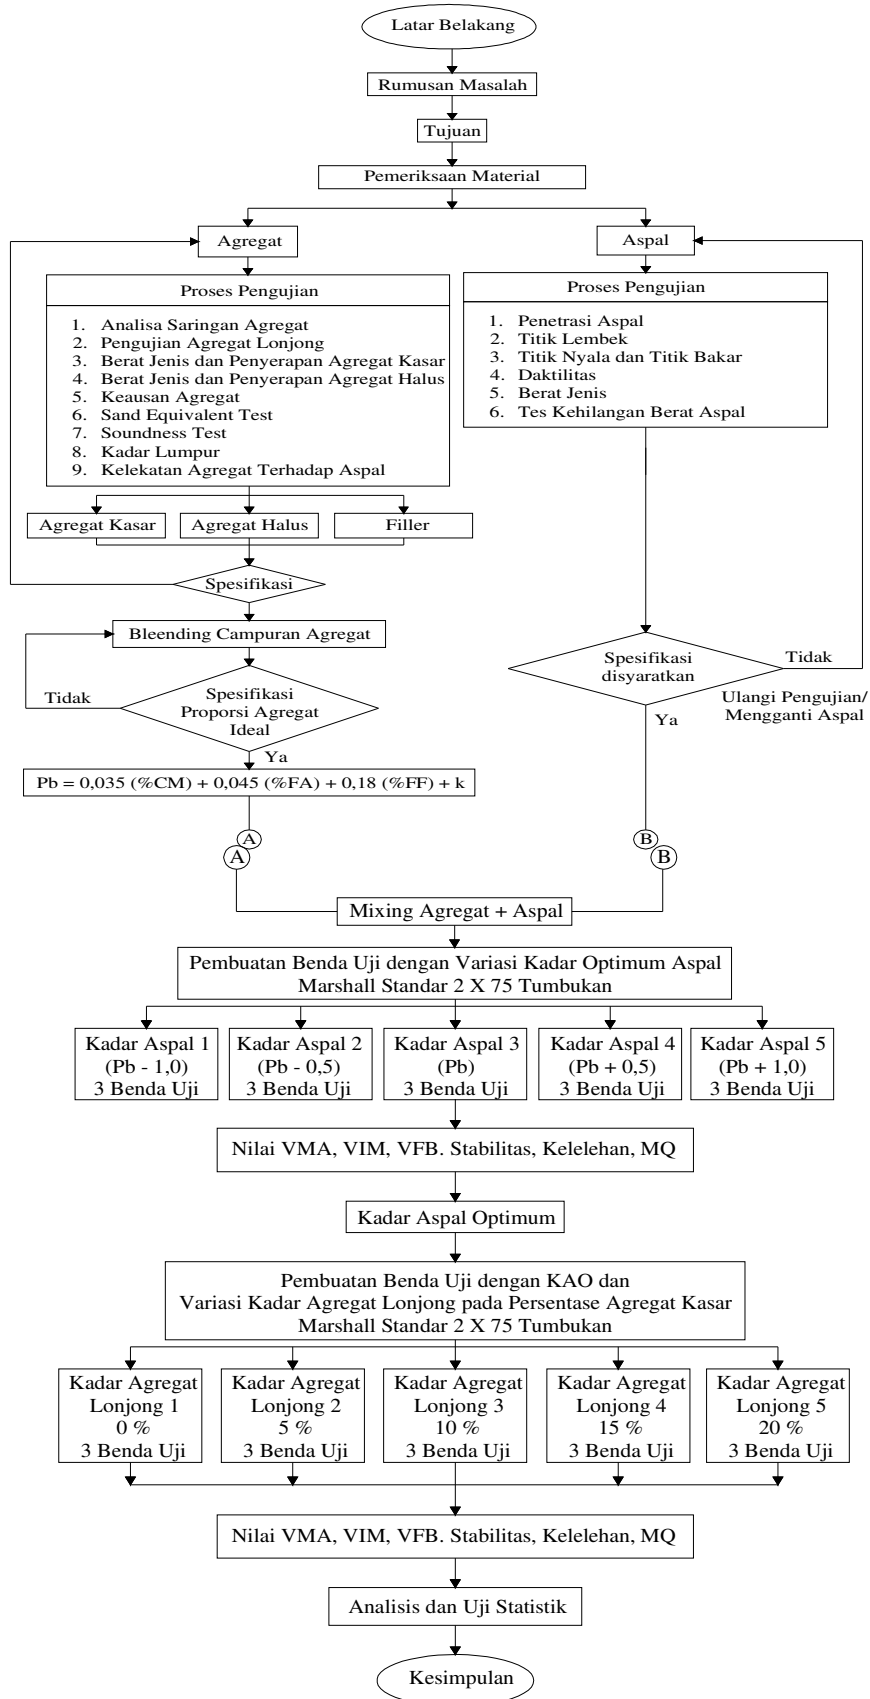 Latar Belakang
Rumusan Masalah
Tujuan
Pemeriksaan Material
Agregat
Proses Pengujian
1. Analisa Saringan Agregat
2. Pengujian Agregat Lonjong
3. Berat Jenis dan Penyerapan Agregat Kasar
4. Berat Jenis dan Penyerapan Agregat Halus
5. Keausan Agregat
6. Sand Equivalent Test
7. Soundness Test
8. Kadar Lumpur
9. Kelekatan Agregat Terhadap Aspal
Agregat Kasar
Agregat Halus
Filler
Spesifikasi
Bleending Campuran Agregat
Spesifikasi
Proporsi Agregat
Ideal
Tidak
Ya
Pb = 0,035 (%CM) + 0,045 (%FA) + 0,18 (%FF) + k
A
A
Aspal
Proses Pengujian
1. Penetrasi Aspal
2. Titik Lembek
3. Titik Nyala dan Titik Bakar
4. Daktilitas
5. Berat Jenis
6. Tes Kehilangan Berat Aspal
Spesifikasi
disyaratkan
Tidak
Ulangi Pengujian/
Mengganti Aspal
Ya
B
B
Mixing Agregat + Aspal
Pembuatan Benda Uji dengan Variasi Kadar Optimum Aspal
Marshall Standar 2 X 75 Tumbukan
Kadar Aspal 1
(Pb - 1,0)
3 Benda Uji
Kadar Aspal 2
(Pb - 0,5)
3 Benda Uji
Kadar Aspal 3
(Pb)
3 Benda Uji
Kadar Aspal 4
(Pb + 0,5)
3 Benda Uji
Kadar Aspal 5
(Pb + 1,0)
3 Benda Uji
Nilai VMA, VIM, VFB. Stabilitas, Kelelehan, MQ
Kadar Aspal Optimum
Pembuatan Benda Uji dengan KAO dan
Variasi Kadar Agregat Lonjong pada Persentase Agregat Kasar
Marshall Standar 2 X 75 Tumbukan
Kadar Agregat
Lonjong 1
0 %
3 Benda Uji
Kadar Agregat
Lonjong 2
5 %
3 Benda Uji
Kadar Agregat
Lonjong 3
10 %
3 Benda Uji
Kadar Agregat
Lonjong 4
15 %
3 Benda Uji
Kadar Agregat
Lonjong 5
20 %
3 Benda Uji
Nilai VMA, VIM, VFB. Stabilitas, Kelelehan, MQ
Analisis dan Uji Statistik
Kesimpulan